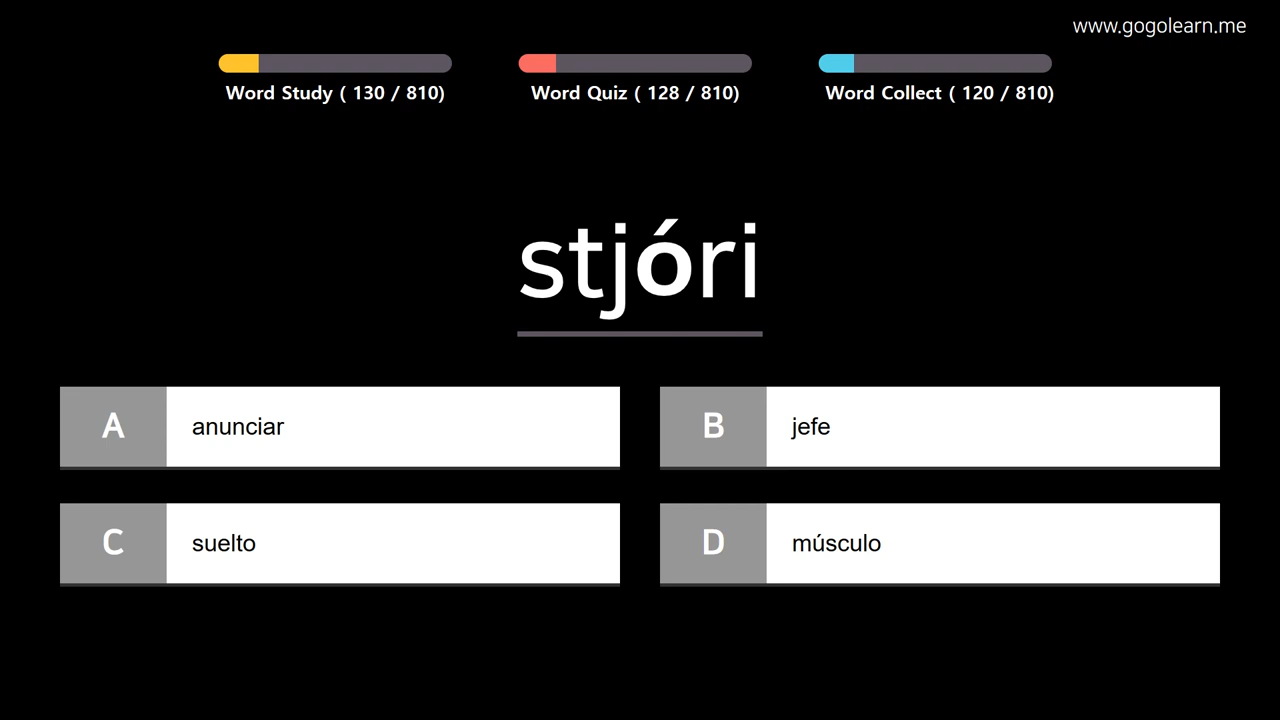 www.gogolearn.me
Word Study ( 130 / 810)
Word Quiz ( 128 / 810)
Word Collect ( 120 / 810)
stjóri
A anunciar
B jefe
C suelto
D músculo